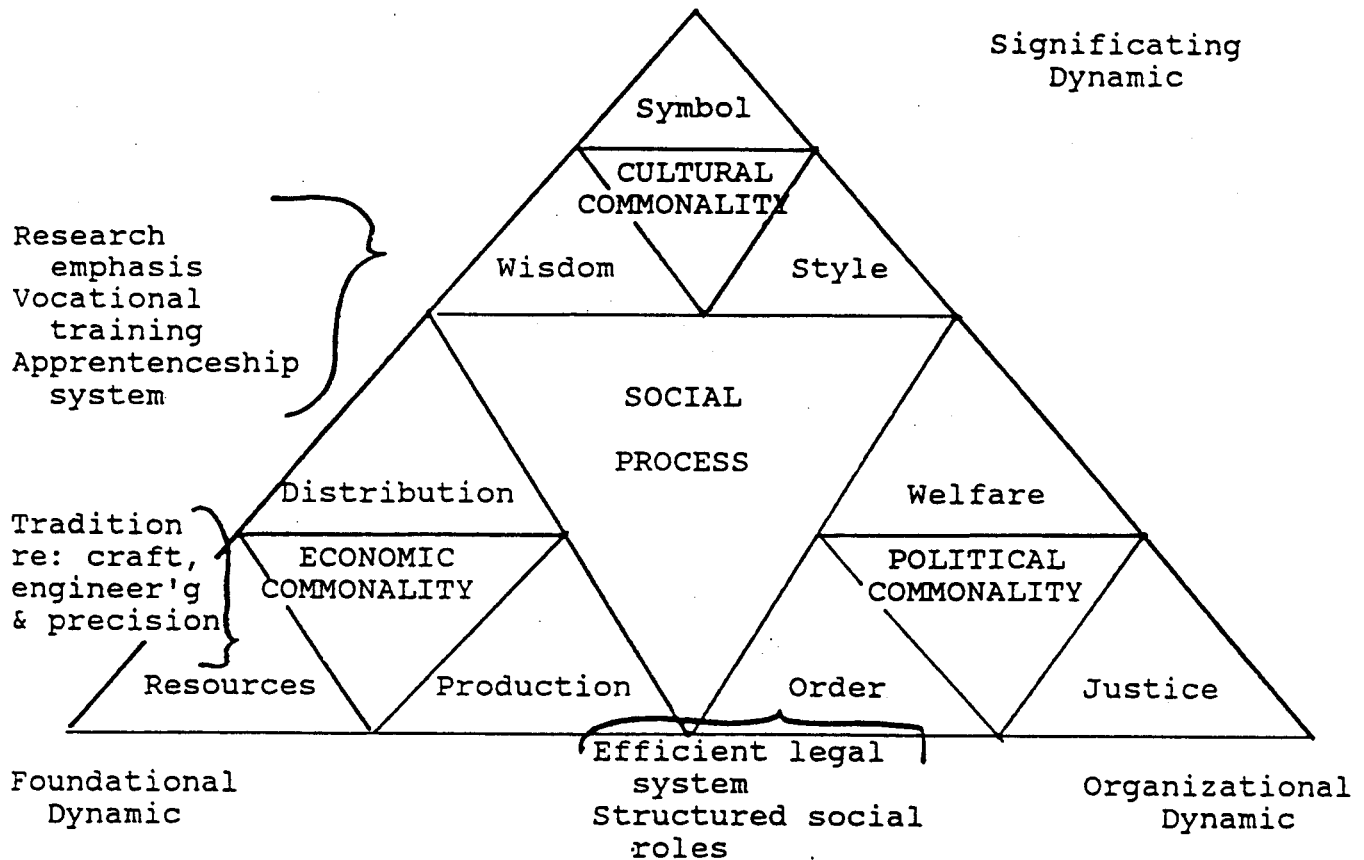 Significating
Dynamic
Symbol
CULTURAL
COMMONALITY
Wisdom
Style
Research
emphasis
Vocational
training
Apprentenceship
system
SOCIAL
PROCESS
Distribution
Welfare
Tradition
re: craft,
engineer'g
& precision
ECONOMIC
COMMONALITY
POLITICAL
COMMONALITY
Resources
Production
Order
Justice
Efficient legal
system
Structured social
roles
Foundational
Dynamic
Organizational
Dynamic